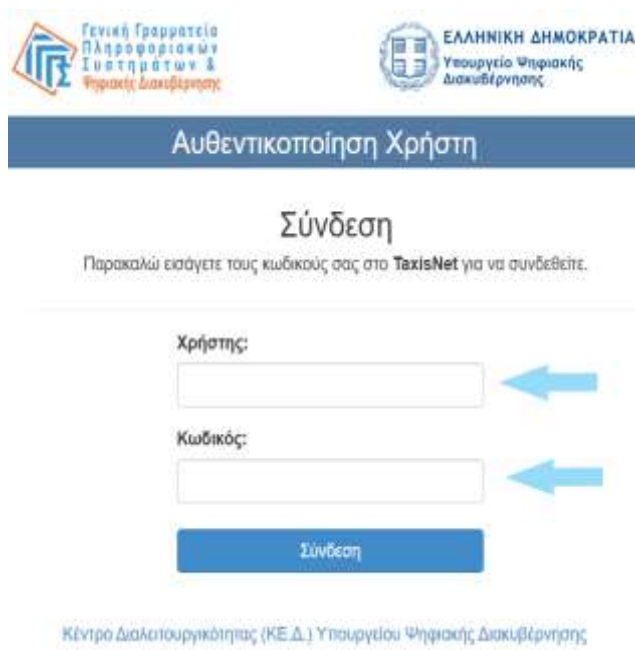 Γενική Γραμματεία
Πληροφοριακών
Συστημάτων &
Ψηφιακής Διακυβέρνησης
ΕΛΛΗΝΙΚΗ ΔΗΜΟΚΡΑΤΙΑ
Υπουργείο Ψηφιακής
Διακυβέρνησης
Αυθεντικοποίηση Χρήστη
Σύνδεση
Παρακαλώ εισάγετε τους κωδικούς σας στο TaxisNet για να συνδεθείτε.
Χρήστης:
Κωδικός:
Σύνδεση
Κέντρο Διαλειτουργικότητας (ΚΕ.Δ.) Υπουργείου Ψηφιακής Διακυβέρνησης